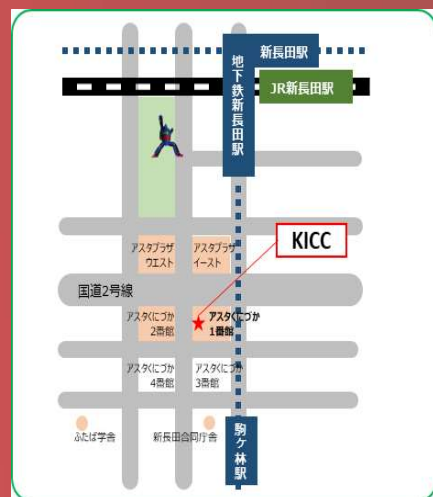 新長田駅
地下鉄新長田駅
JR新長田駅
アスタプラザ
ウエスト
アスタプラザ
イースト
KICC
国道2号線
アスタくにづか
2番館
アスタくにづか
1番館
アスタくにづか
4番館
アスタくにづか
3番館
ふたば学舎
新長田合同庁舎
駒ヶ林駅